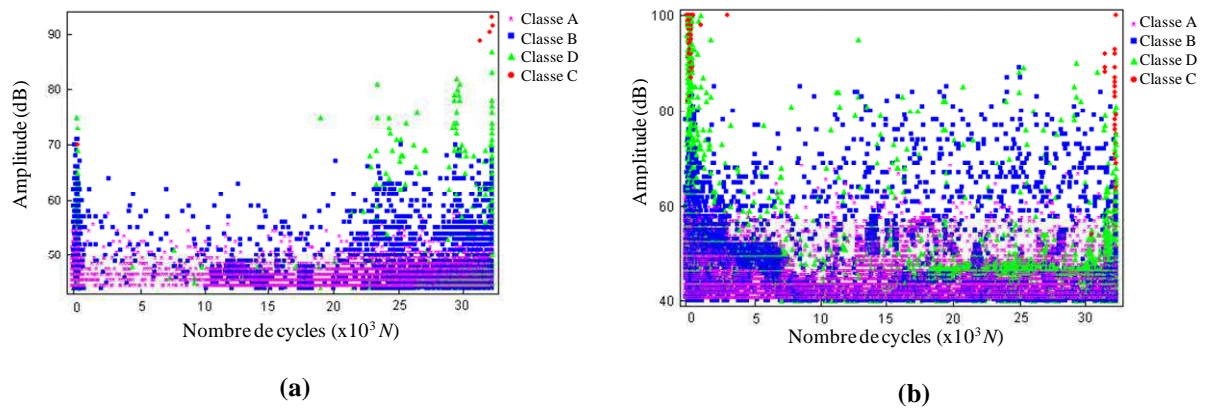 Amplitude (dB)
90
80
70
60
50
0
5
10
15
20
25
30
Nombre de cycles (x10³ N)
Classe A
Classe B
Classe D
Classe C
(a)
Amplitude (dB)
100
80
60
40
0
5
10
15
20
25
30
Nombre de cycles (x10³ N)
Classe A
Classe B
Classe D
Classe C
(b)